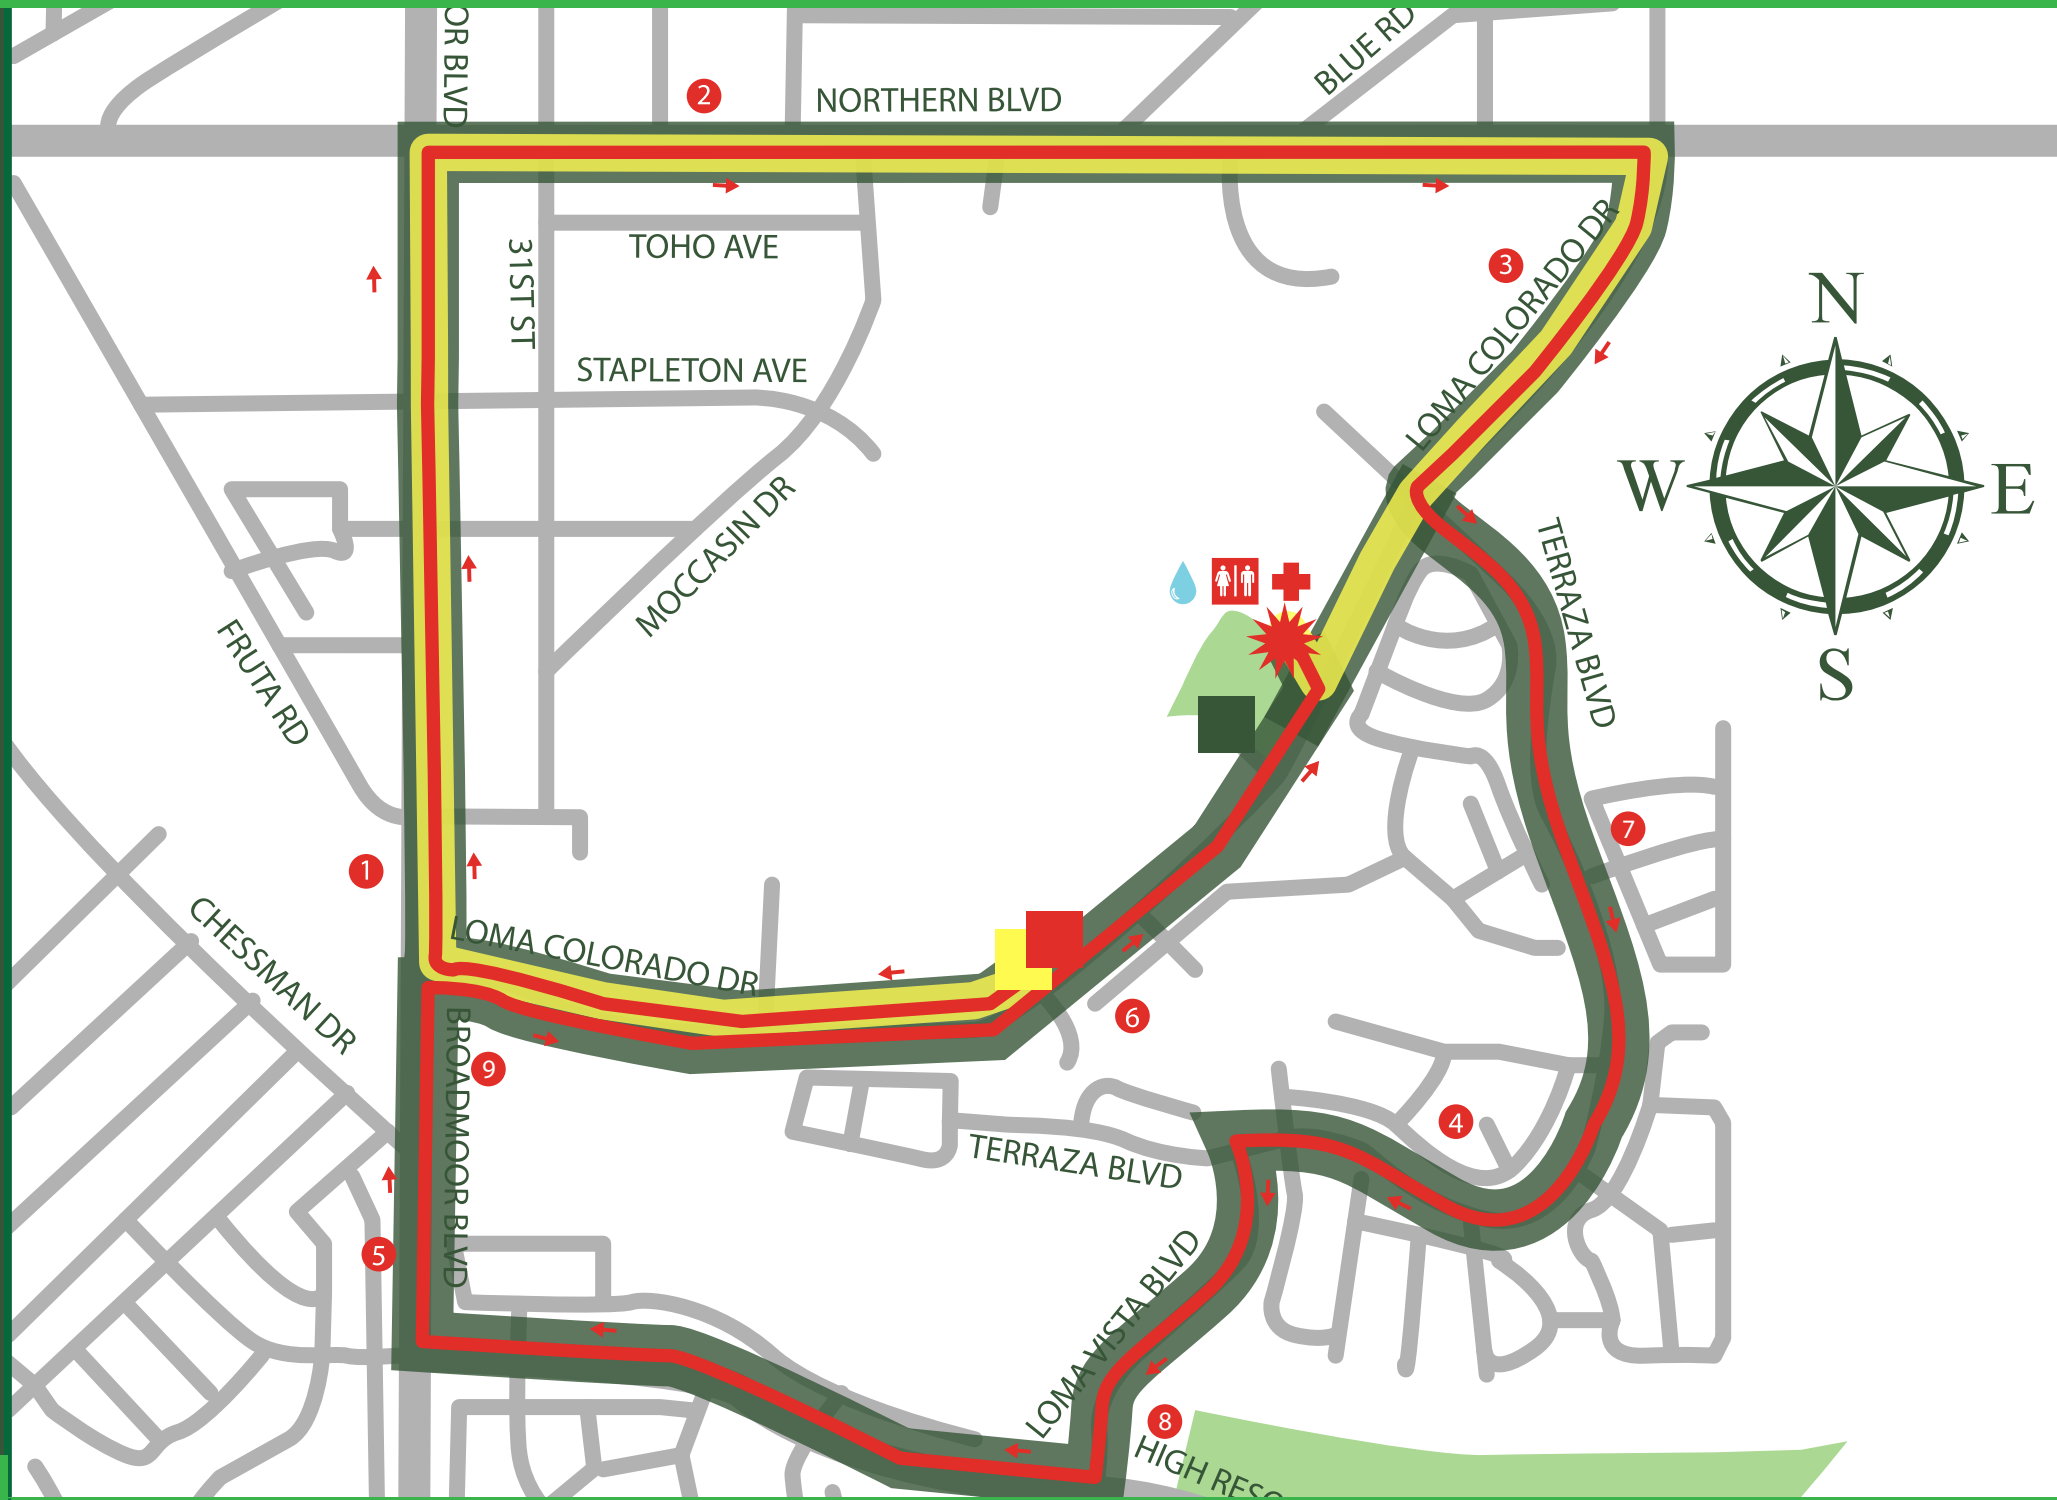 OR BLVD
BLUE RD
2
NORTHERN BLVD
TOHO AVE
31ST ST
3
LOMA COLORADO DR
N
STAPLETON AVE
W
E
MOCCASIN DR
TERRAZA BLVD
FRUTA RD
S
7
1
CHESSMAN DR
LOMA COLORADO DR
6
BROADMOOR BLVD
9
4
TERRAZA BLVD
5
LOMA VISTA BLVD
8
HIGH RESO